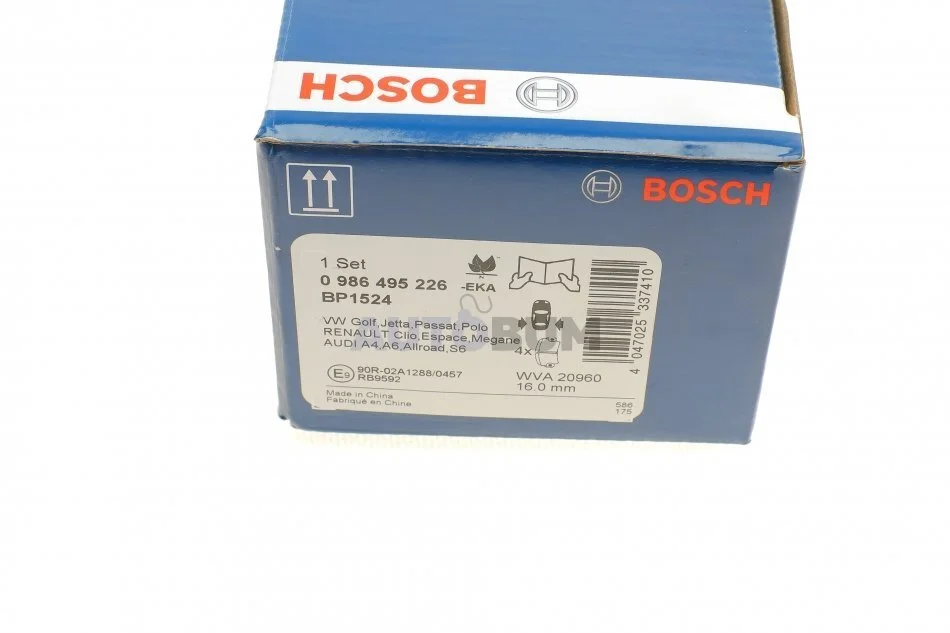 BOSCH
BOSCH
1 Set
0 986 495 226 -EKA
BP1524
VW Golf,Jetta,Passat,Polo
RENAULT Clio,Espace,Megane
AUDI A4,A6,Allroad,S6
4x
E9 90R-02A1288/0457
RB9592
WVA 20960
16.0 mm
Made in China
Fabriqué en Chine
586
175
4 047025 337410
AUTOBUM